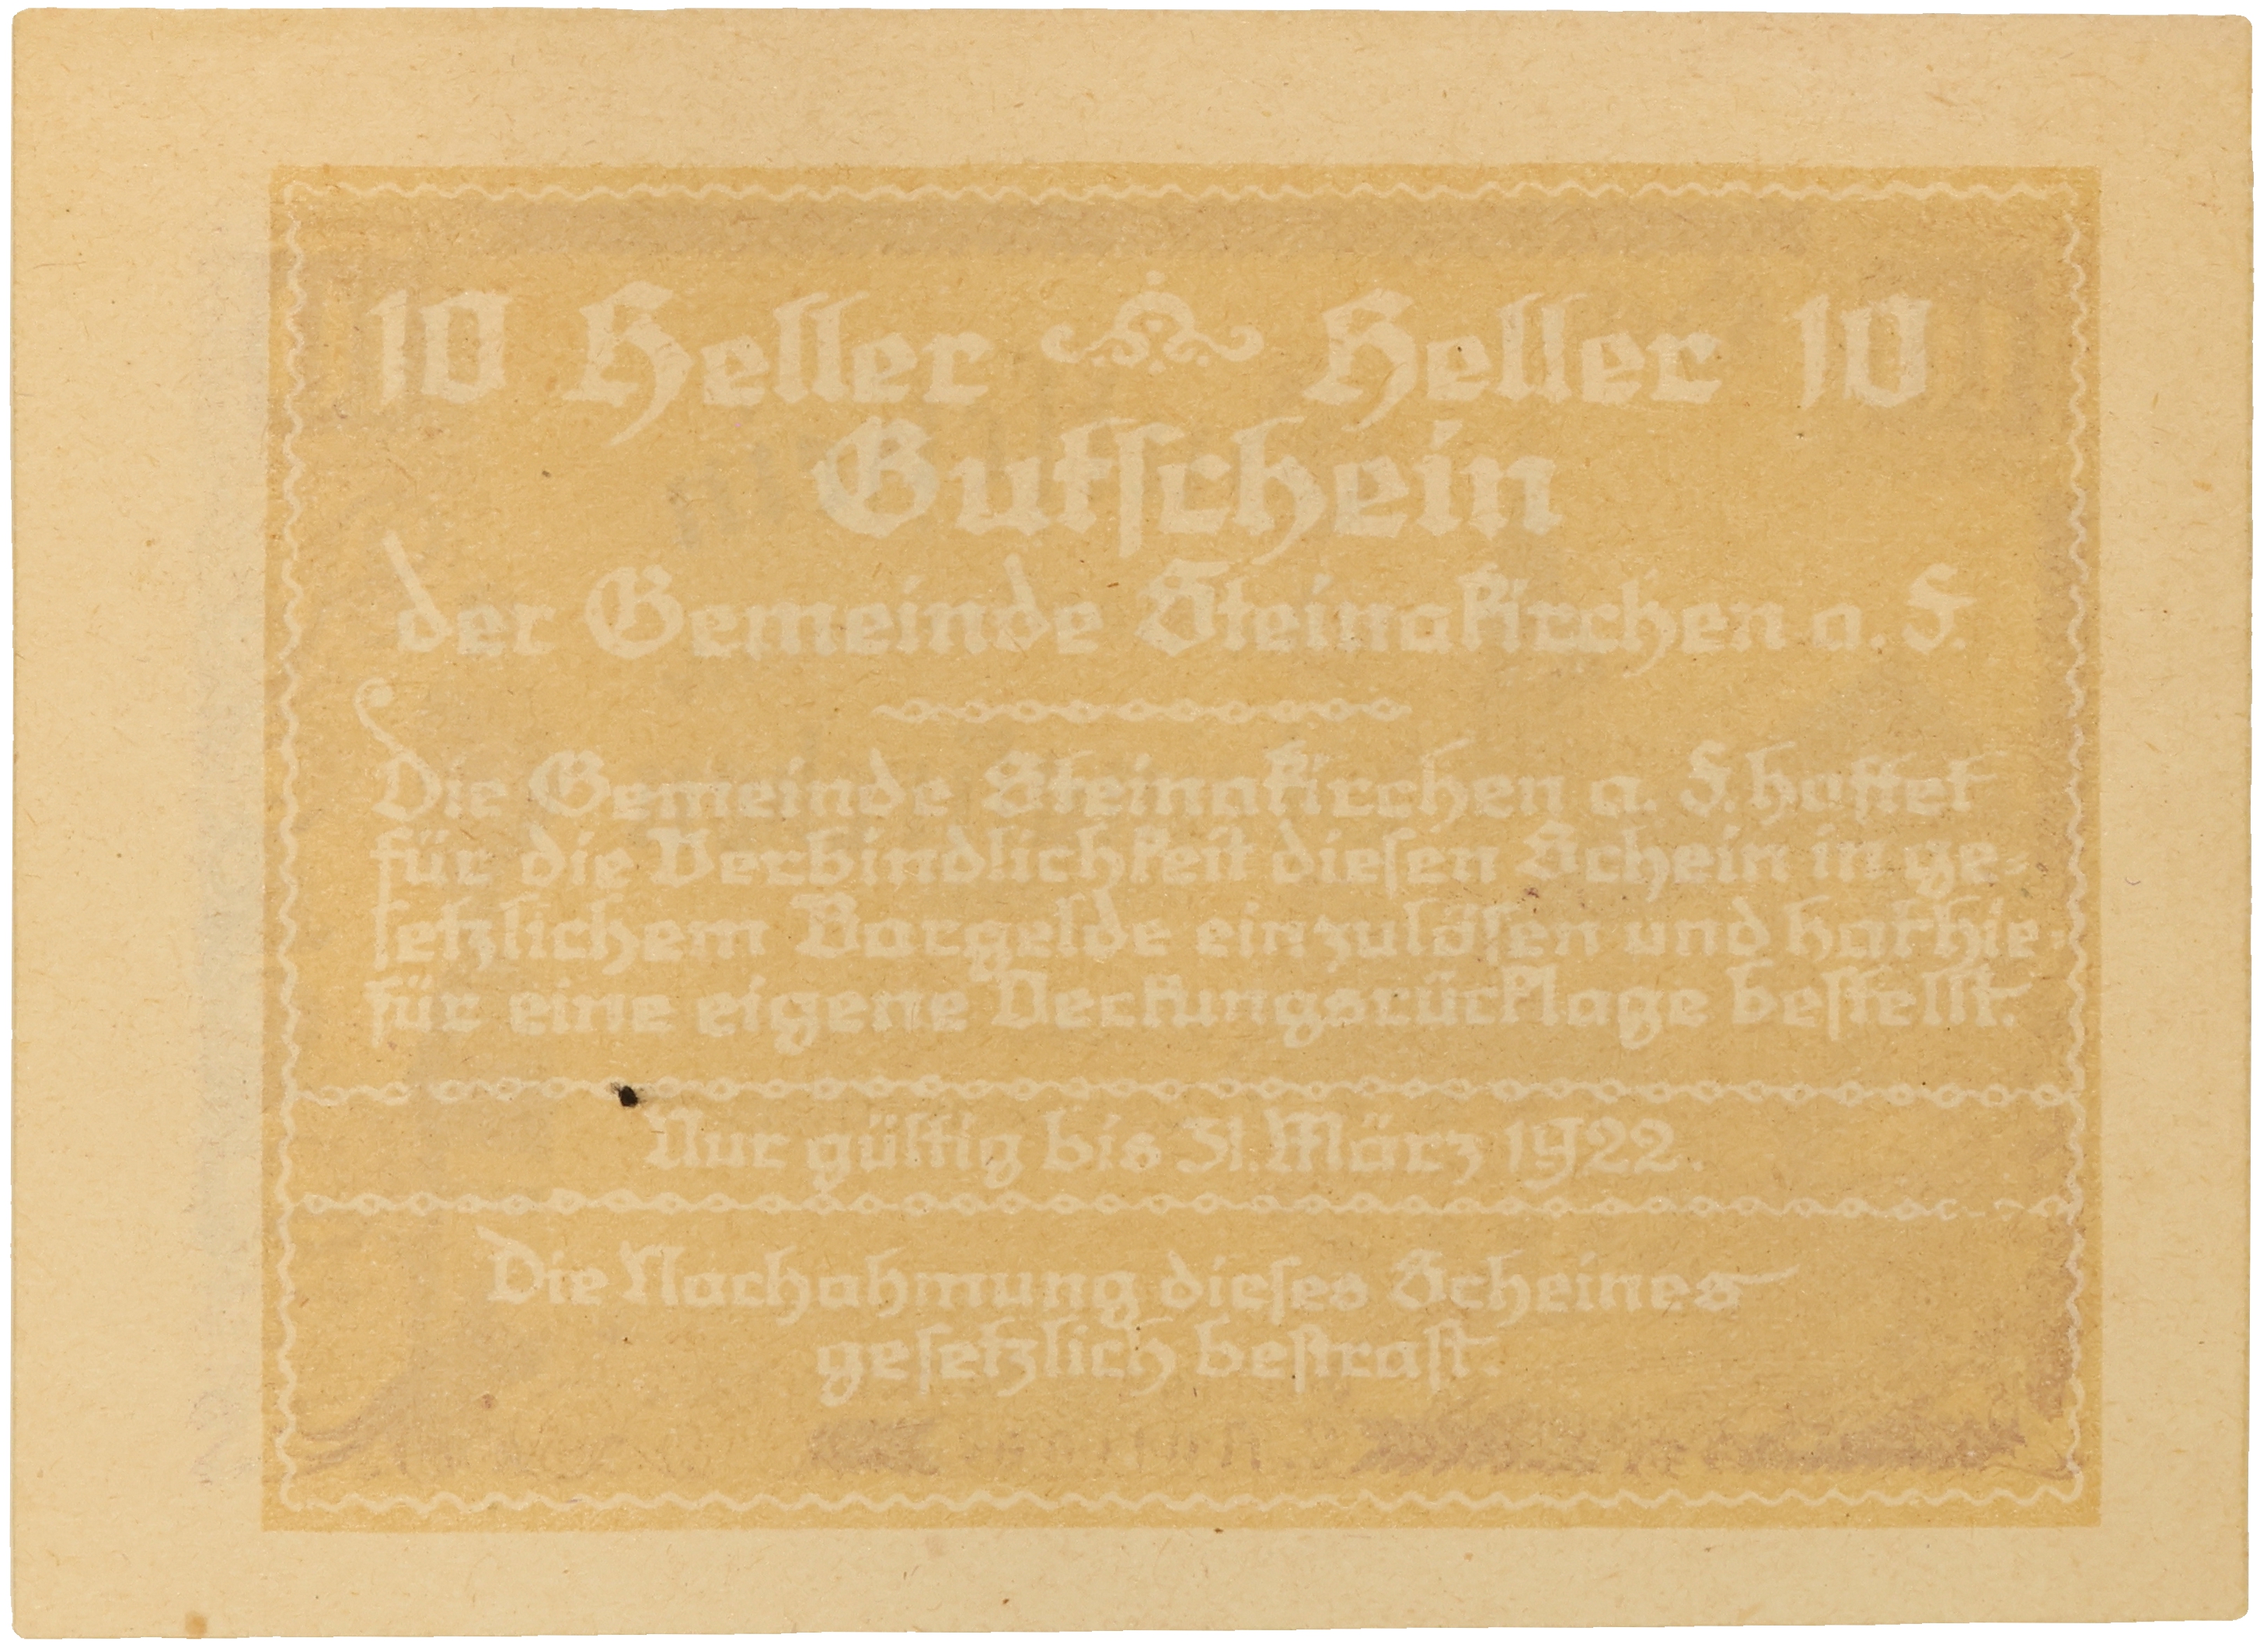 10 Heller Heller 10
Gutschein
der Gemeinde Steinakirchen a. F.
Die Gemeinde Steinakirchen a. F. haftet
für die Verbindlichkeit diesen Schein in ge=
setzlichem Bargelde einzulösen und hat hie=
für eine eigene Deckungsrücklage bestellt.
Nur gültig bis 31. März 1922.
Die Nachahmung dieses Scheines
gesetzlich bestraft.